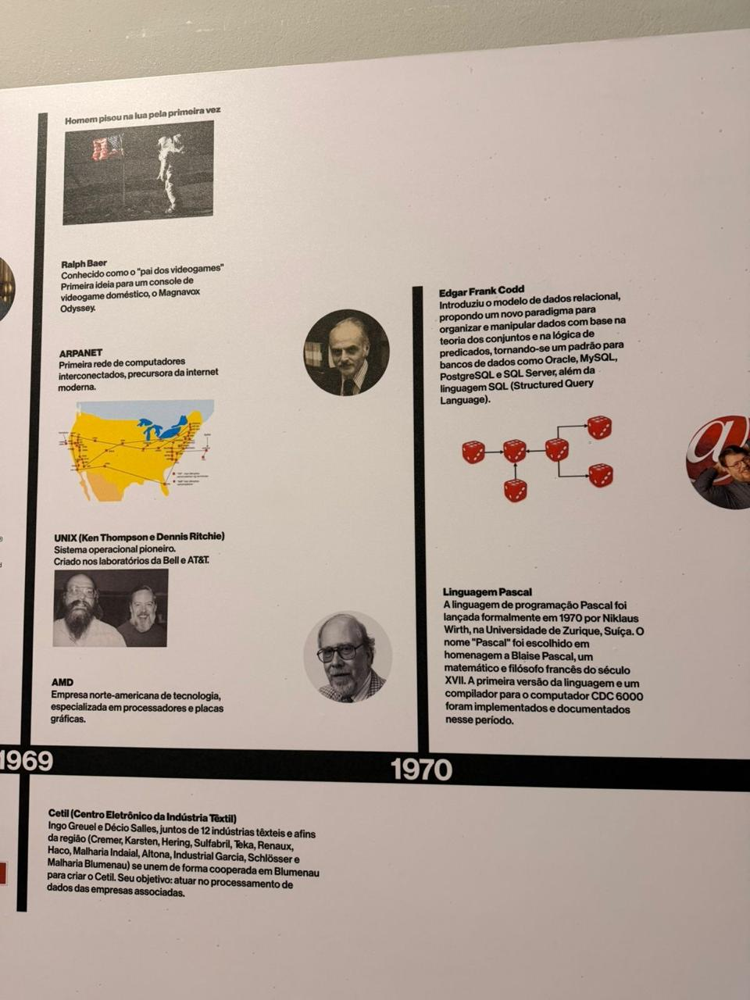 Homem pisou na lua pela primeira vez
Ralph Baer
Conhecido como o "pai dos videogames"
Primeira ideia para um console de
videogame doméstico, o Magnavox
Odyssey.
ARPANET
Primeira rede de computadores
interconectados, precursora da internet
moderna.
UNIX (Ken Thompson e Dennis Ritchie)
Sistema operacional pioneiro.
Criado nos laboratórios da Bell e AT&T.
AMD
Empresa norte-americana de tecnologia,
especializada em processadores e placas
gráficas.
1969
Cetil (Centro Eletrônico da Indústria Têxtil)
Ingo Greuel e Décio Salles, juntos de 12 indústrias têxteis e afins
da região (Cremer, Karsten, Hering, Sulfabril, Teka, Renaux,
Haco, Malharia Indaial, Altona, Industrial Garcia, Schlösser e
Malharia Blumenau) se unem de forma cooperada em Blumenau
para criar o Cetil. Seu objetivo: atuar no processamento de
dados das empresas associadas.
Edgar Frank Codd
Introduziu o modelo de dados relacional,
propondo um novo paradigma para
organizar e manipular dados com base na
teoria dos conjuntos e na lógica de
predicados, tornando-se um padrão para
bancos de dados como Oracle, MySQL,
PostgreSQL e SQL Server, além da
linguagem SQL (Structured Query
Language).
Linguagem Pascal
A linguagem de programação Pascal foi
lançada formalmente em 1970 por Niklaus
Wirth, na Universidade de Zurique, Suíça. O
nome "Pascal" foi escolhido em
homenagem a Blaise Pascal, um
matemático e filósofo francês do século
XVII. A primeira versão da linguagem e um
compilador para o computador CDC 6000
foram implementados e documentados
nesse período.
1970